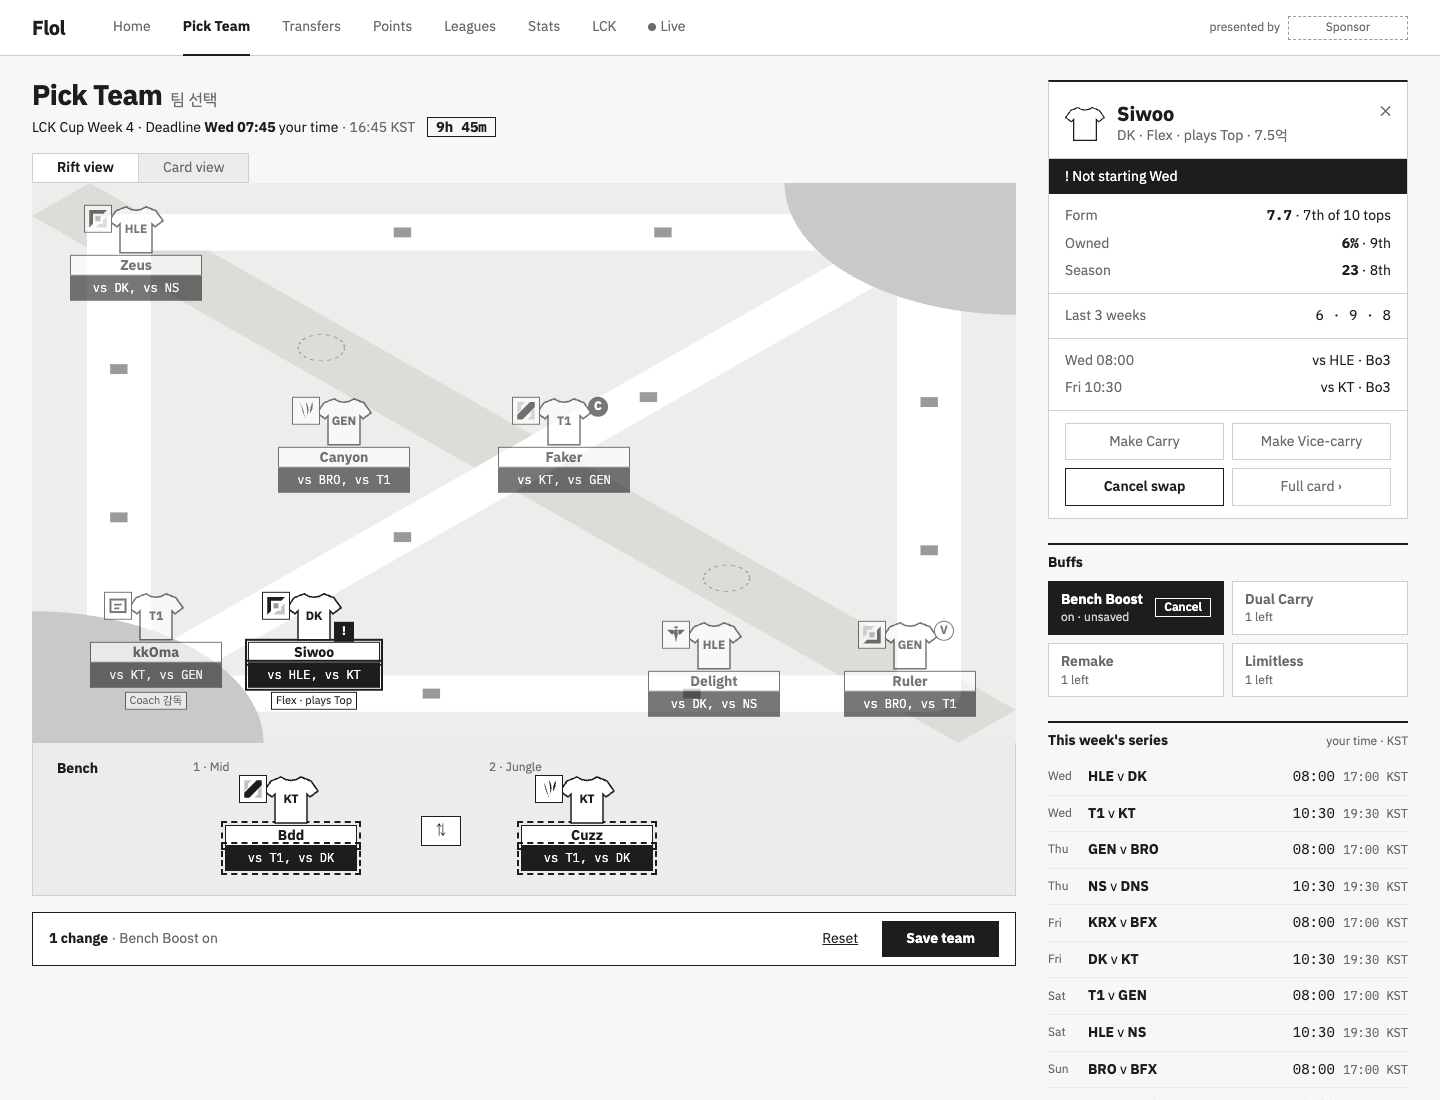 Flol Home Pick Team Transfers Points Leagues Stats LCK Live presented by Sponsor
Pick Team 팀 선택
LCK Cup Week 4 · Deadline Wed 07:45 your time · 16:45 KST 9h 45m
Rift view Card view
HLE
Zeus
vs DK, vs NS
GEN
Canyon
vs BRO, vs T1
T1 C
Faker
vs KT, vs GEN
T1
kkOma
vs KT, vs GEN
Coach 감독
DK
!
Siwoo
vs HLE, vs KT
Flex · plays Top
HLE
Delight
vs DK, vs NS
GEN V
Ruler
vs BRO, vs T1
Bench
1 · Mid
KT
Bdd
vs T1, vs DK
⇅
2 · Jungle
KT
Cuzz
vs T1, vs DK
1 change · Bench Boost on Reset Save team
Siwoo ×
DK · Flex · plays Top · 7.5억
! Not starting Wed
Form 7.7 · 7th of 10 tops
Owned 6% · 9th
Season 23 · 8th
Last 3 weeks 6 · 9 · 8
Wed 08:00 vs HLE · Bo3
Fri 10:30 vs KT · Bo3
Make Carry Make Vice-carry
Cancel swap Full card ›
Buffs
Bench Boost
on · unsaved
Cancel
Dual Carry
1 left
Remake
1 left
Limitless
1 left
This week's series your time · KST
Wed HLE v DK 08:00 17:00 KST
Wed T1 v KT 10:30 19:30 KST
Thu GEN v BRO 08:00 17:00 KST
Thu NS v DNS 10:30 19:30 KST
Fri KRX v BFX 08:00 17:00 KST
Fri DK v KT 10:30 19:30 KST
Sat T1 v GEN 08:00 17:00 KST
Sat HLE v NS 10:30 19:30 KST
Sun BRO v BFX 08:00 17:00 KST